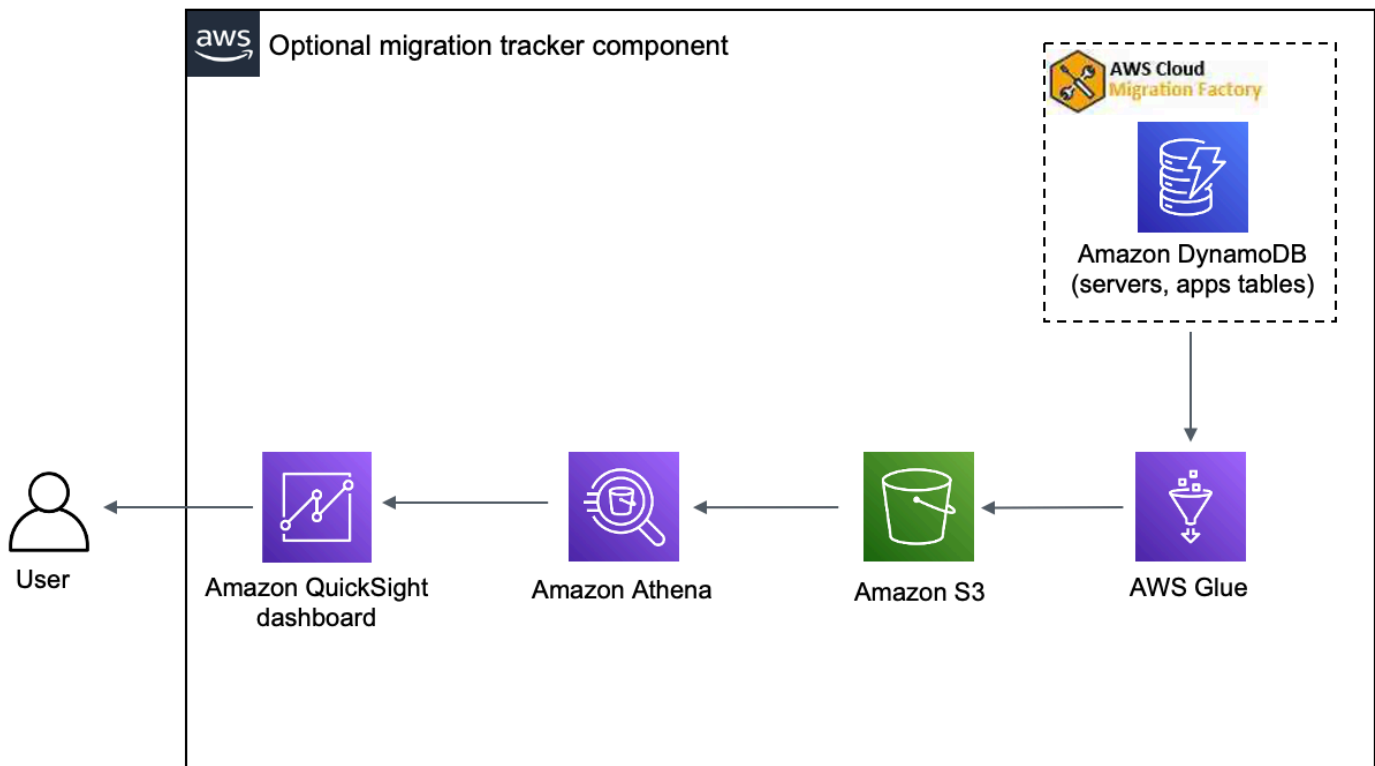 aws
Optional migration tracker component
AWS Cloud
Migration Factory
Amazon DynamoDB
(servers, apps tables)
User
Amazon QuickSight
dashboard
Amazon Athena
Amazon S3
AWS Glue